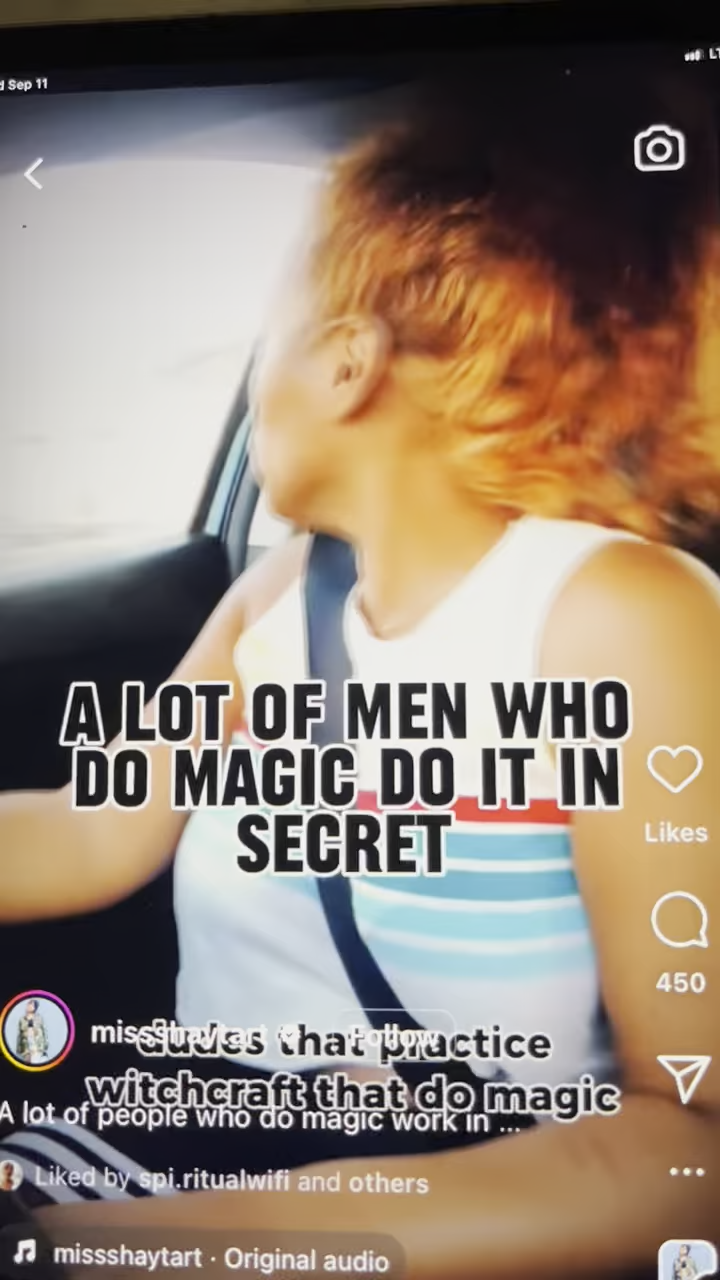 Sep 11
A LOT OF MEN WHO
DO MAGIC DO IT IN
SECRET
Likes
450
missshaytart Follow
dudes that practice
witchcraft that do magic
A lot of people who do magic work in ...
Liked by spi.ritualwifi and others
missshaytart · Original audio